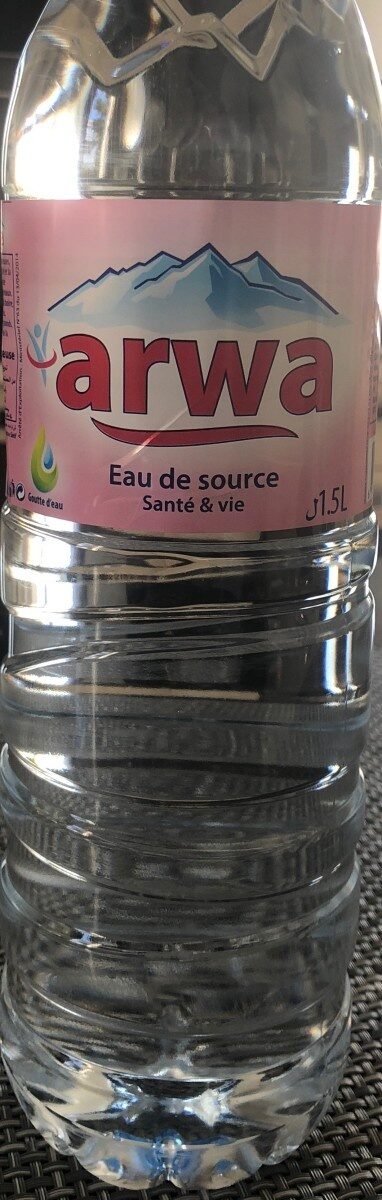 arwa
Eau de source
Santé & vie
1.5L ل
Goutte d'eau